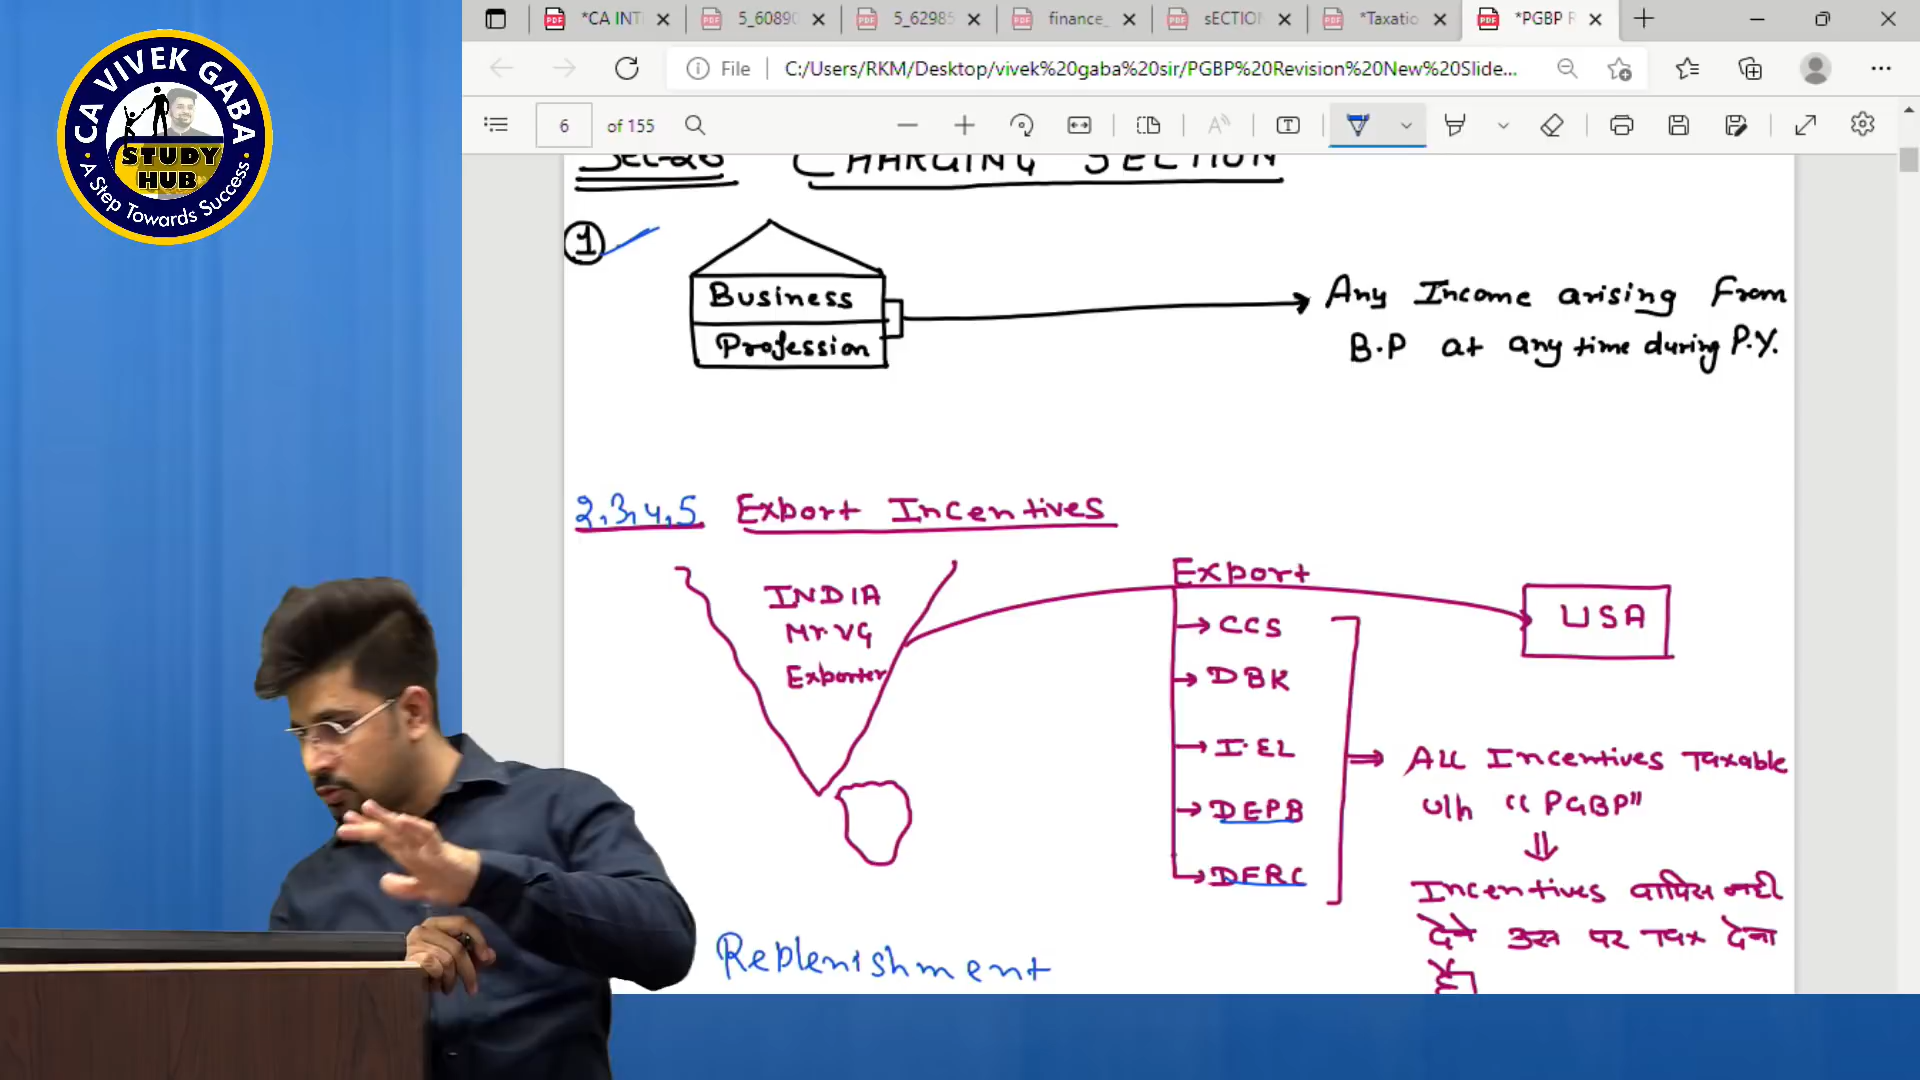 CA VIVEK GABA
STUDY
HUB
A Step Towards Success
*CA INT
5_6089
5_6298
finance_
sECTIO
*Taxatio
*PGBP R
File
C:/Users/RKM/Desktop/vivek%20gaba%20sir/PGBP%20Revision%20New%20Slide...
6 of 155
Sec-28 CHARGING SECTION
1
Business
Profession
Any Income arising From
B.P at any time during P.Y.
2,3,4,5 Export Incentives
INDIA
Mr VG
Exporter
Export
CCS
DBK
I.EL
DEPB
DFRC
USA
ALL Incentives Taxable
u/h "PGBP"
Incentives वापिस नही
देने उस पर Tax देना
है
Replenishment